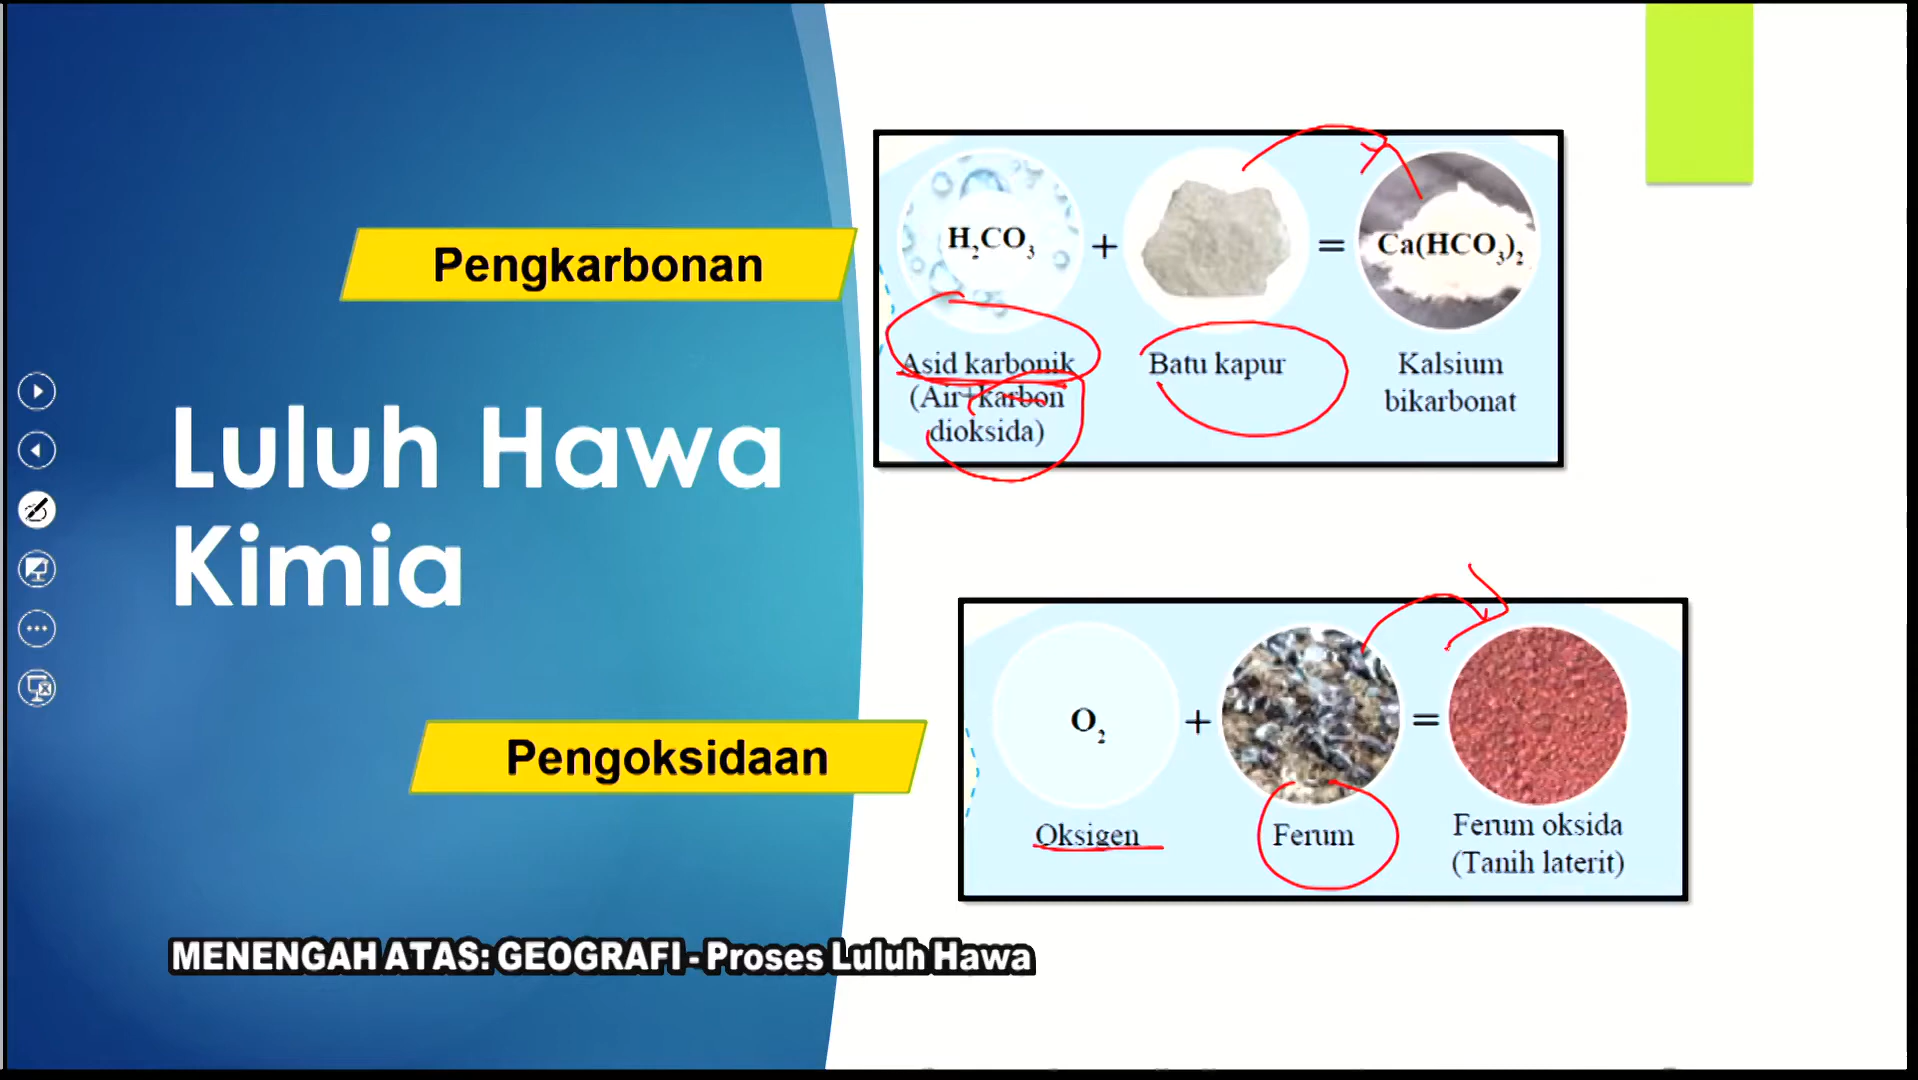 Pengkarbonan
H₂CO₃ + = Ca(HCO₃)₂
Asid karbonik
(Air+karbon
dioksida)
Batu kapur
Kalsium
bikarbonat
Luluh Hawa
Kimia
Pengoksidaan
O₂ + =
Oksigen
Ferum
Ferum oksida
(Tanih laterit)
MENENGAH ATAS: GEOGRAFI - Proses Luluh Hawa